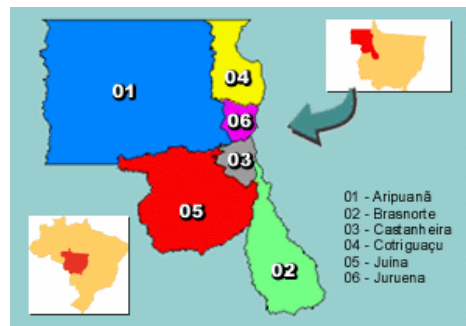 04
01
06
03
05
02
01 - Aripuanã
02 - Brasnorte
03 - Castanheira
04 - Cotriguaçu
05 - Juína
06 - Juruena